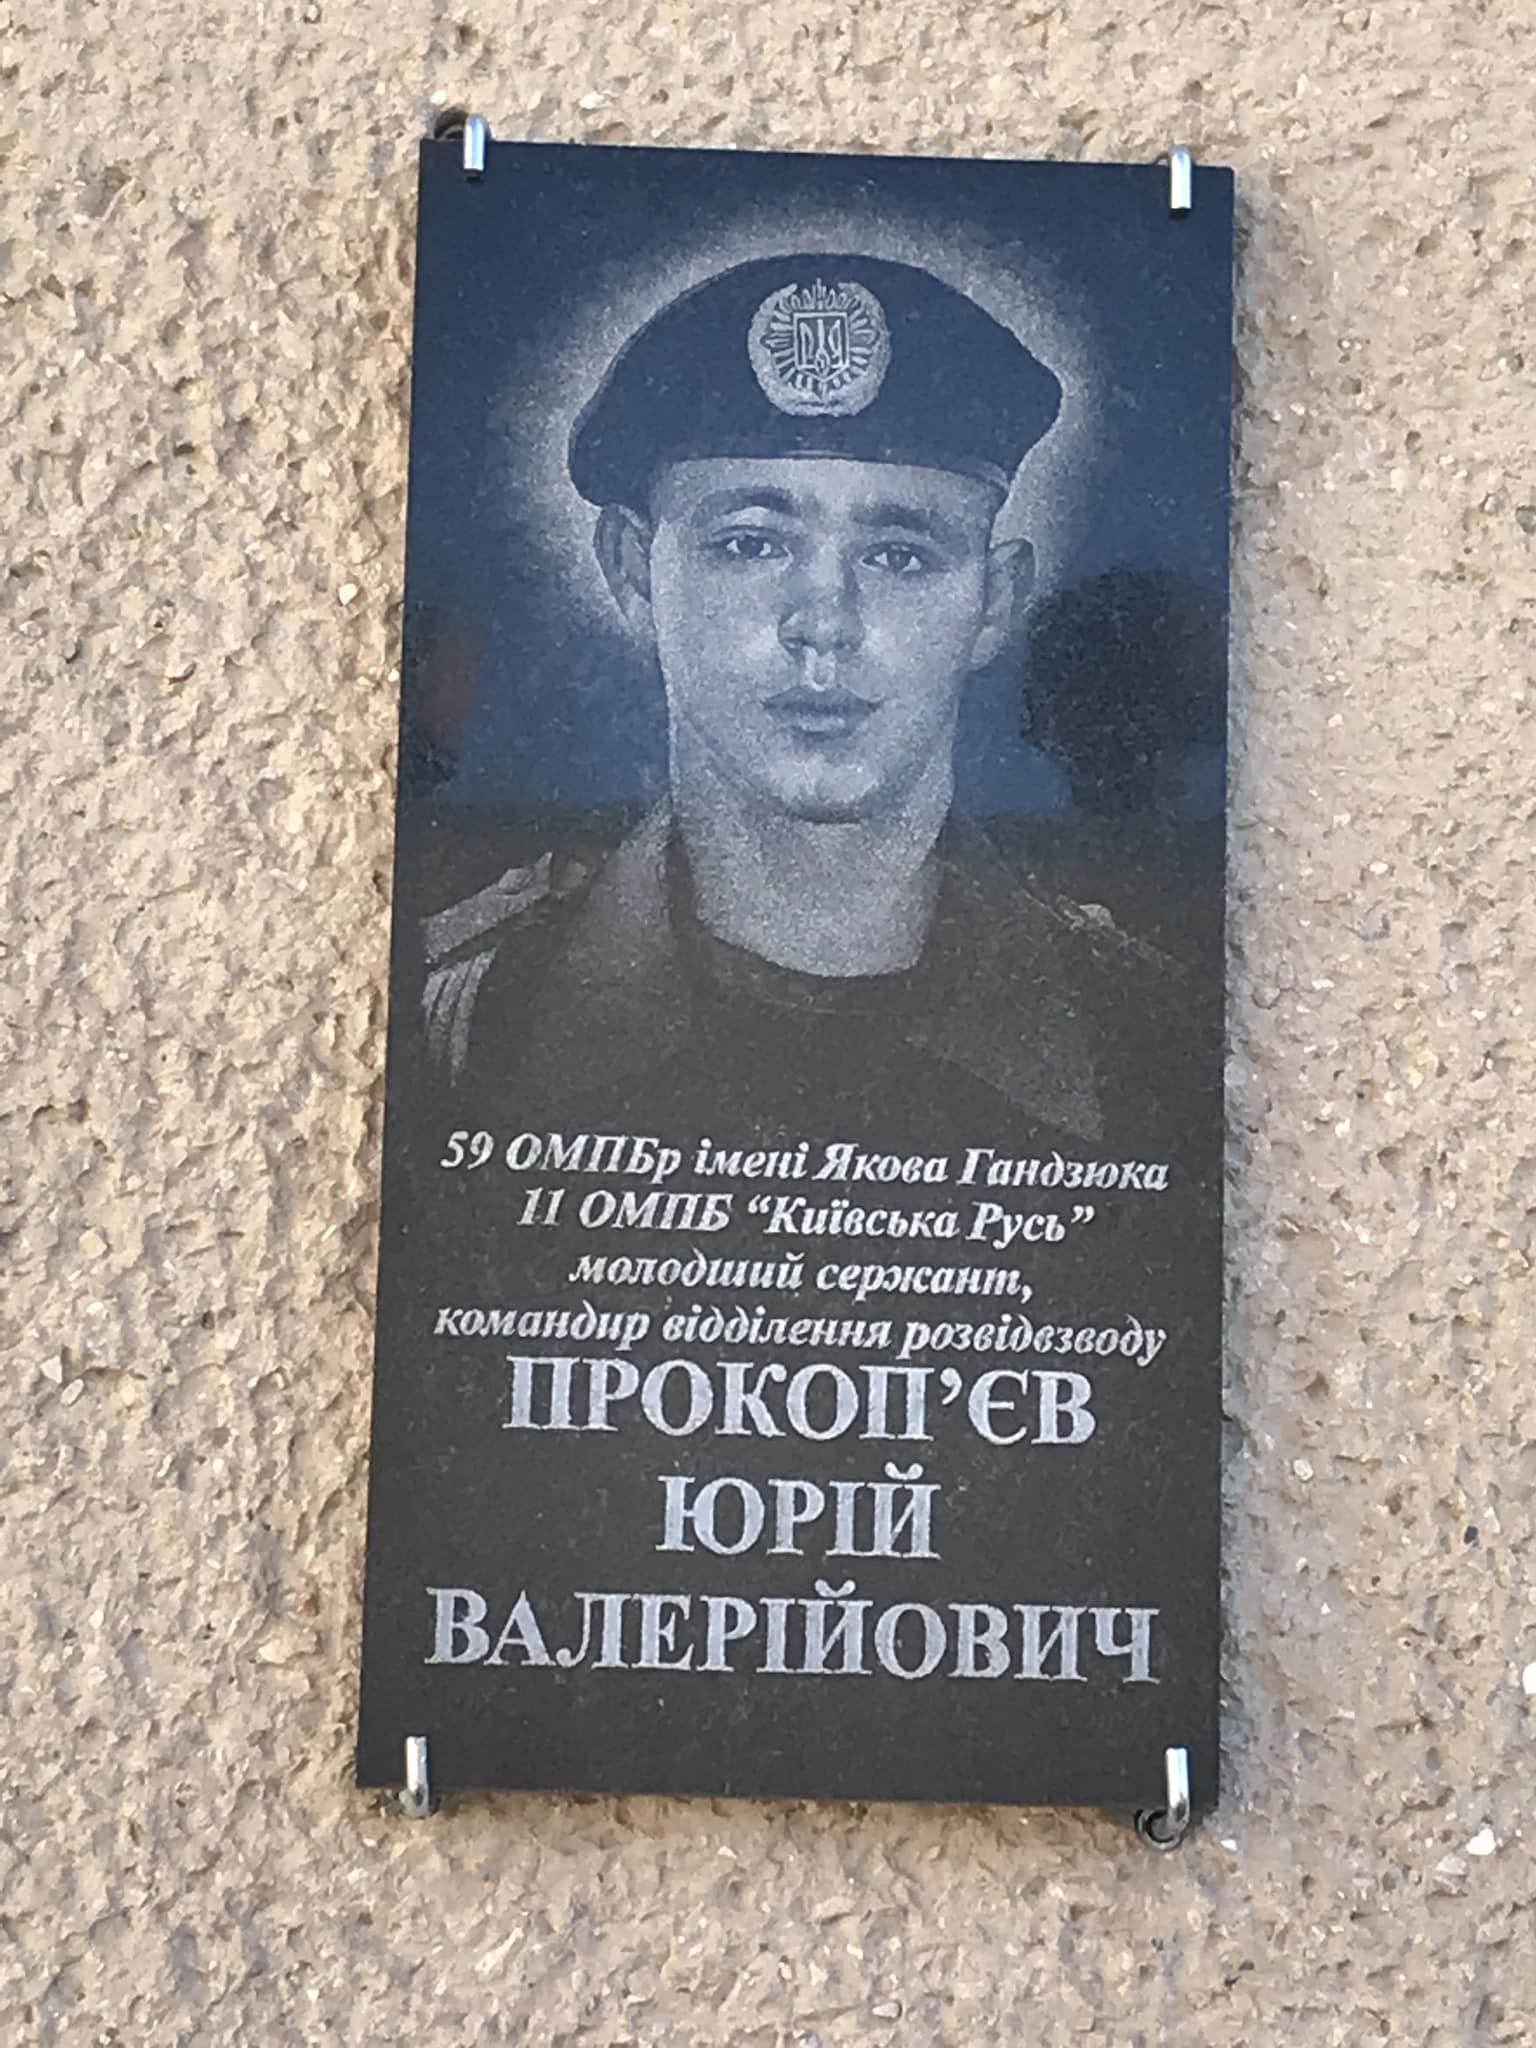 59 ОМПБр імені Якова Гандзюка
11 ОМПБ “Київська Русь”
молодший сержант,
командир відділення розвідвзводу
ПРОКОП’ЄВ
ЮРІЙ
ВАЛЕРІЙОВИЧ